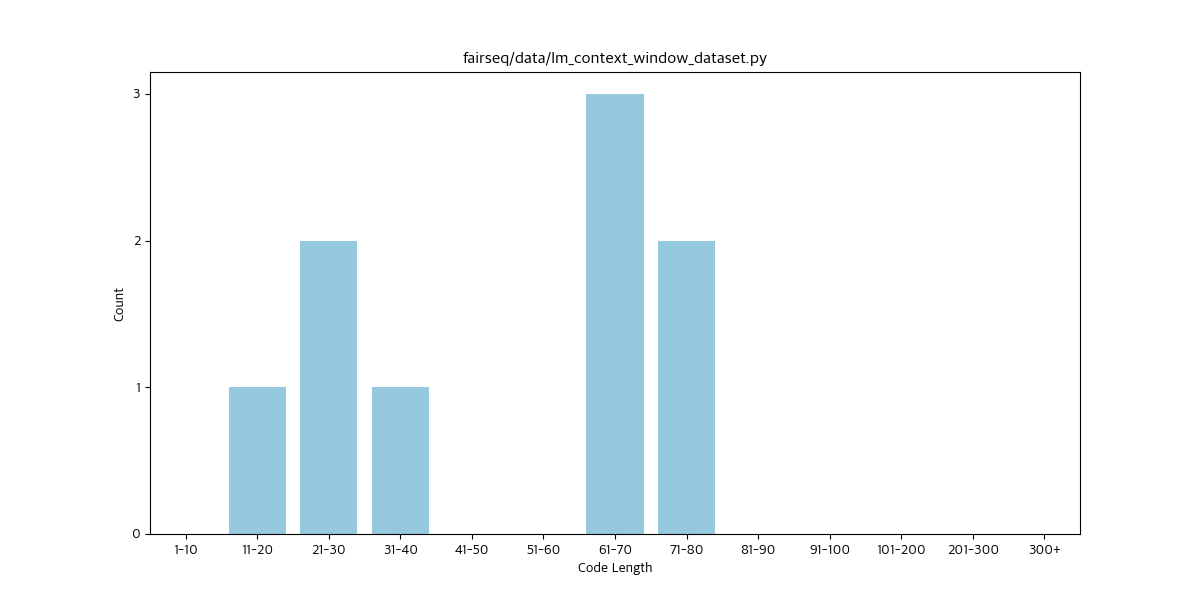 fairseq/data/lm_context_window_dataset.py
3
2
1
0
Count
1-10 11-20 21-30 31-40 41-50 51-60 61-70 71-80 81-90 91-100 101-200 201-300 300+
Code Length